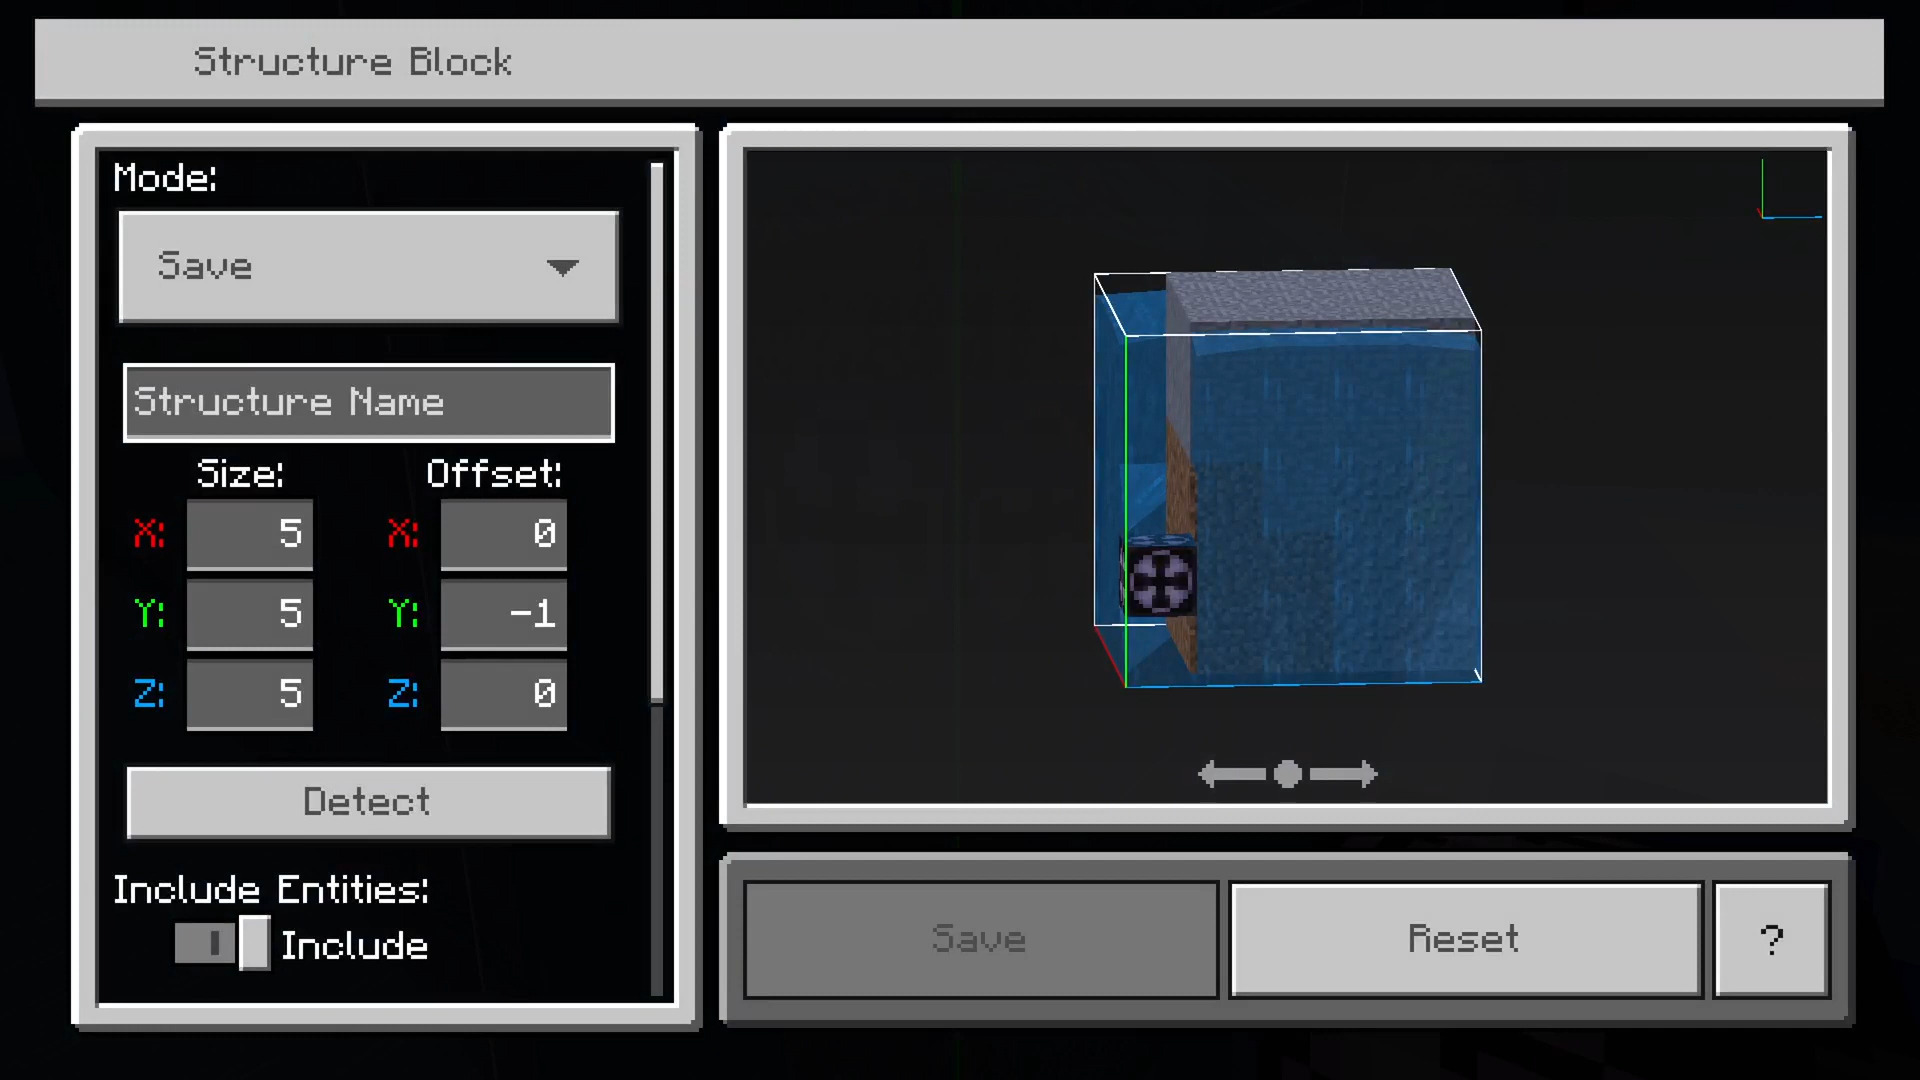 Structure Block
Mode:
Save
Structure Name
Size: Offset:
X: 5 X: 0
Y: 5 Y: -1
Z: 5 Z: 0
Detect
Include Entities:
Include
Save Reset ?